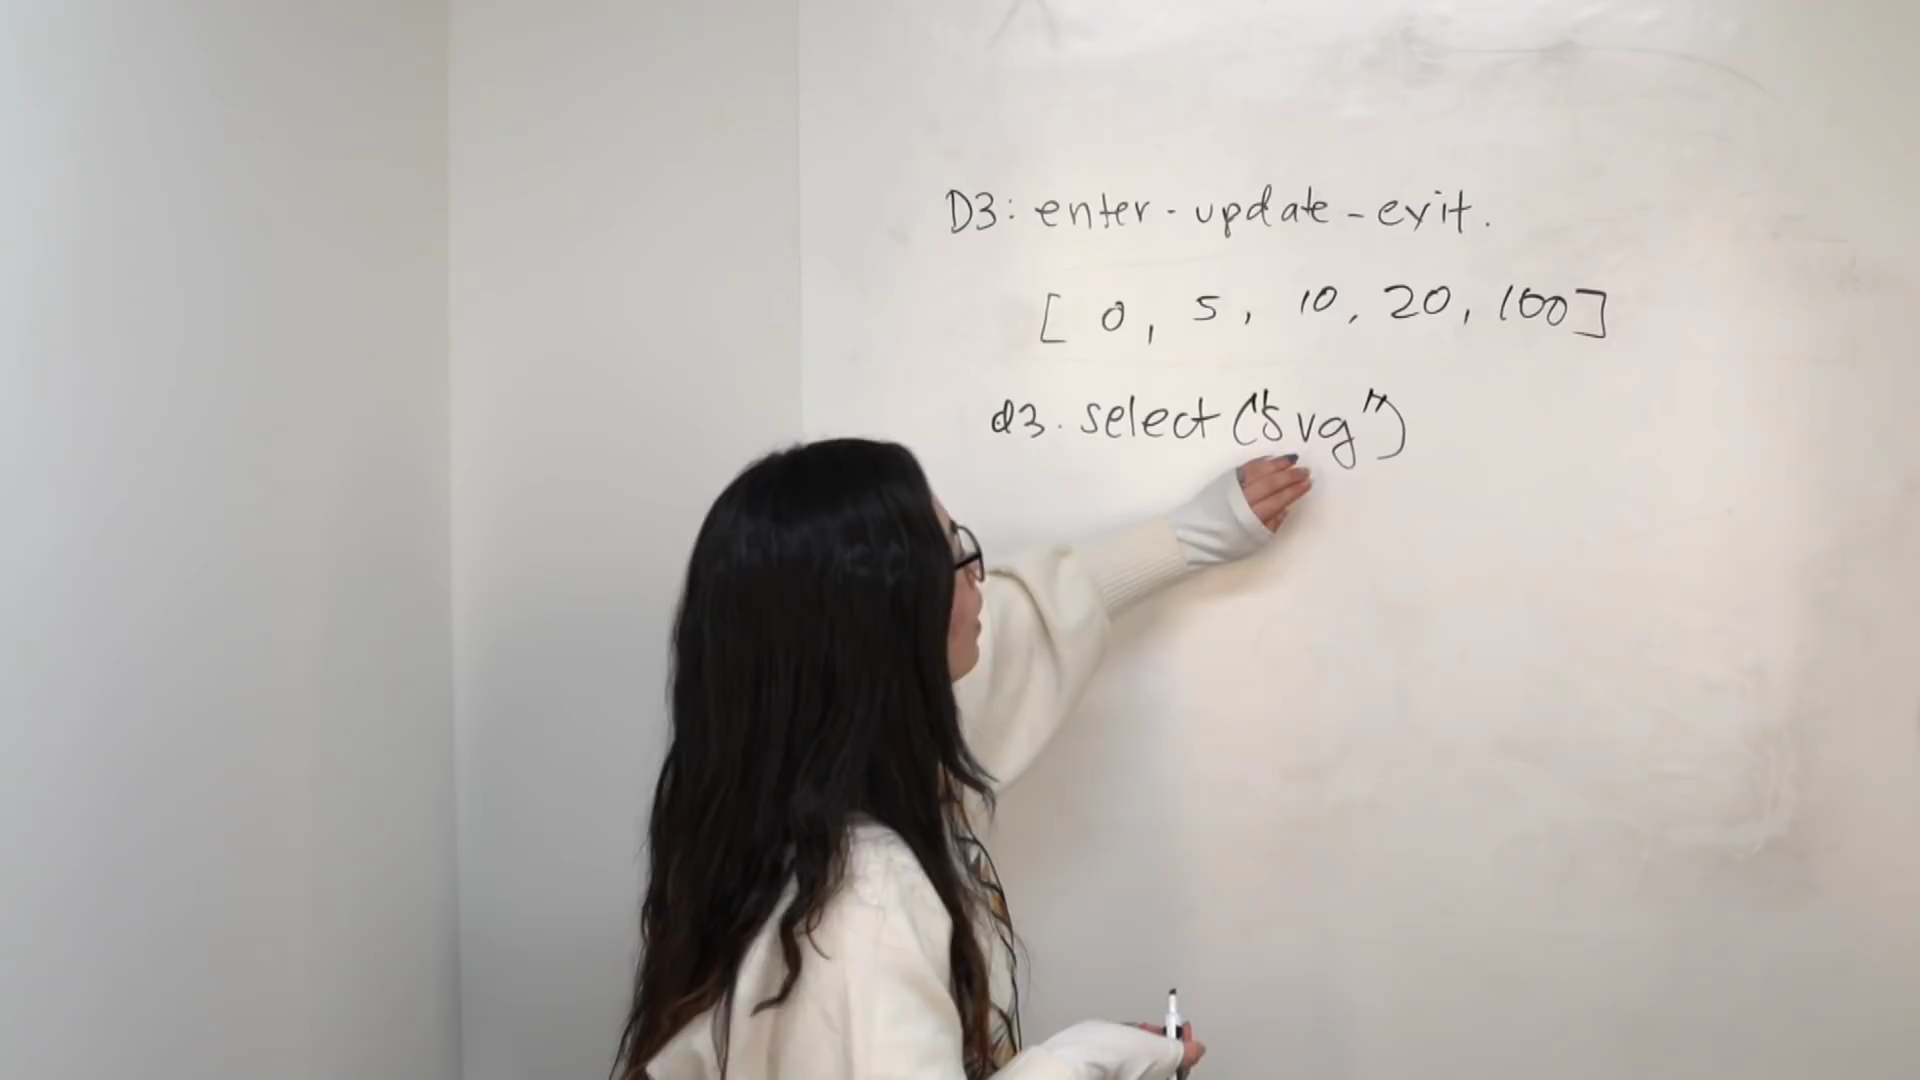 D3: enter - update - exit.
[ 0, 5, 10, 20, 100]
d3. select ("svg")